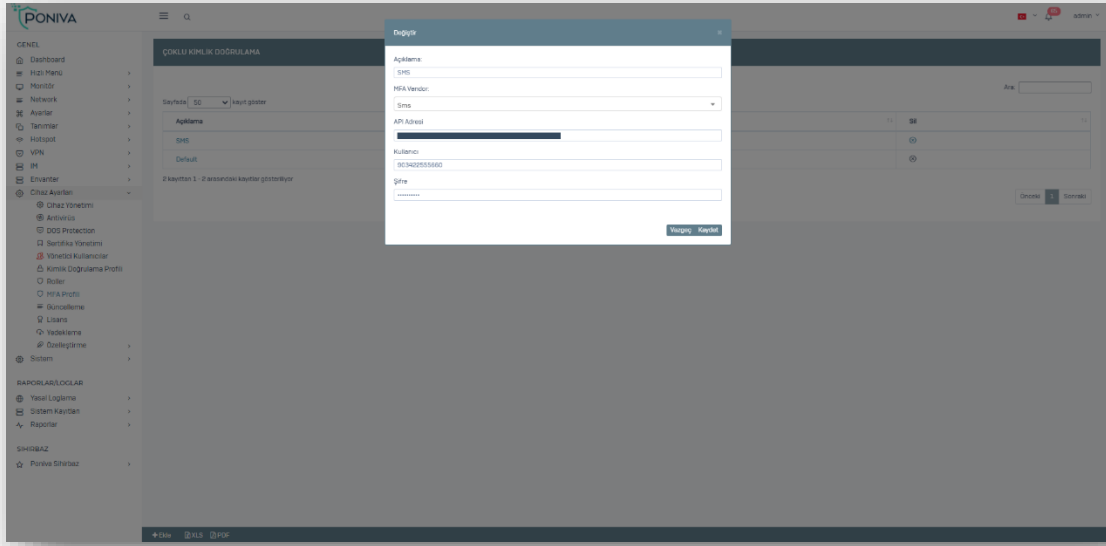 PONIVA
admin
GENEL
Dashboard
Hızlı Menü
Monitör
Network
Ayarlar
Tanımlar
Hotspot
VPN
IM
Envanter
Cihaz Ayarları
Cihaz Yönetimi
Antivirüs
DOS Protection
Sertifika Yönetimi
Yönetici Kullanıcılar
Kimlik Doğrulama Profili
Roller
MFA Profili
Güncelleme
Lisans
Yedekleme
Özelleştirme
Sistem
RAPORLAR/LOGLAR
Yasal Loglama
Sistem Kayıtları
Raporlar
SİHİRBAZ
Poniva Sihirbaz
ÇOKLU KİMLİK DOĞRULAMA
Sayfada 50 kayıt göster
Ara:
Açıklama
Sil
SMS
Default
2 kayıttan 1 - 2 arasındaki kayıtlar gösteriliyor
Önceki 1 Sonraki
Değiştir
Açıklama:
SMS
MFA Vendor:
Sms
API Adresi
Kullanıcı
903422555660
Şifre
Vazgeç Kaydet
Ekle XLS PDF